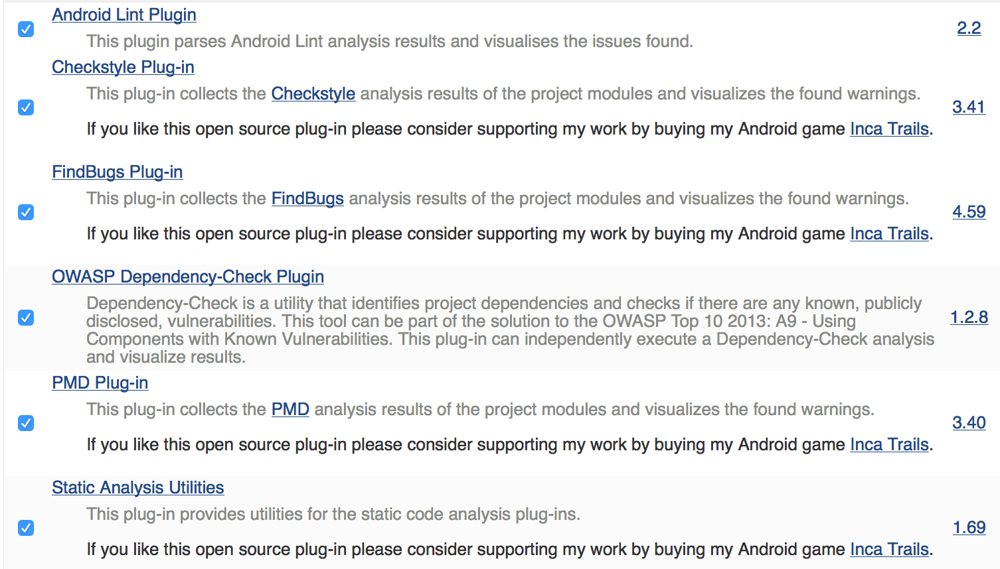 Android Lint Plugin
This plugin parses Android Lint analysis results and visualises the issues found.
2.2
Checkstyle Plug-in
This plug-in collects the Checkstyle analysis results of the project modules and visualizes the found warnings.
3.41
If you like this open source plug-in please consider supporting my work by buying my Android game Inca Trails.
FindBugs Plug-in
This plug-in collects the FindBugs analysis results of the project modules and visualizes the found warnings.
4.59
If you like this open source plug-in please consider supporting my work by buying my Android game Inca Trails.
OWASP Dependency-Check Plugin
Dependency-Check is a utility that identifies project dependencies and checks if there are any known, publicly
disclosed, vulnerabilities. This tool can be part of the solution to the OWASP Top 10 2013: A9 - Using
1.2.8
Components with Known Vulnerabilities. This plug-in can independently execute a Dependency-Check analysis
and visualize results.
PMD Plug-in
This plug-in collects the PMD analysis results of the project modules and visualizes the found warnings.
3.40
If you like this open source plug-in please consider supporting my work by buying my Android game Inca Trails.
Static Analysis Utilities
This plug-in provides utilities for the static code analysis plug-ins.
1.69
If you like this open source plug-in please consider supporting my work by buying my Android game Inca Trails.